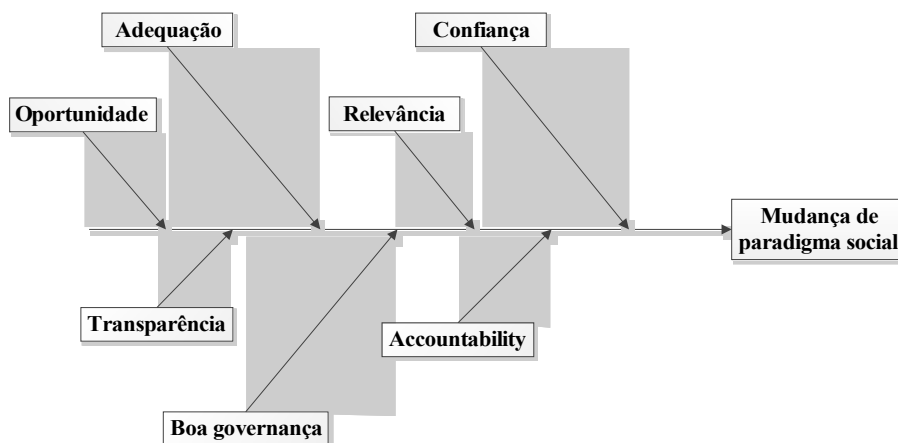 Adequação
Confiança
Oportunidade
Relevância
Mudança de
paradigma social
Transparência
Accountability
Boa governança